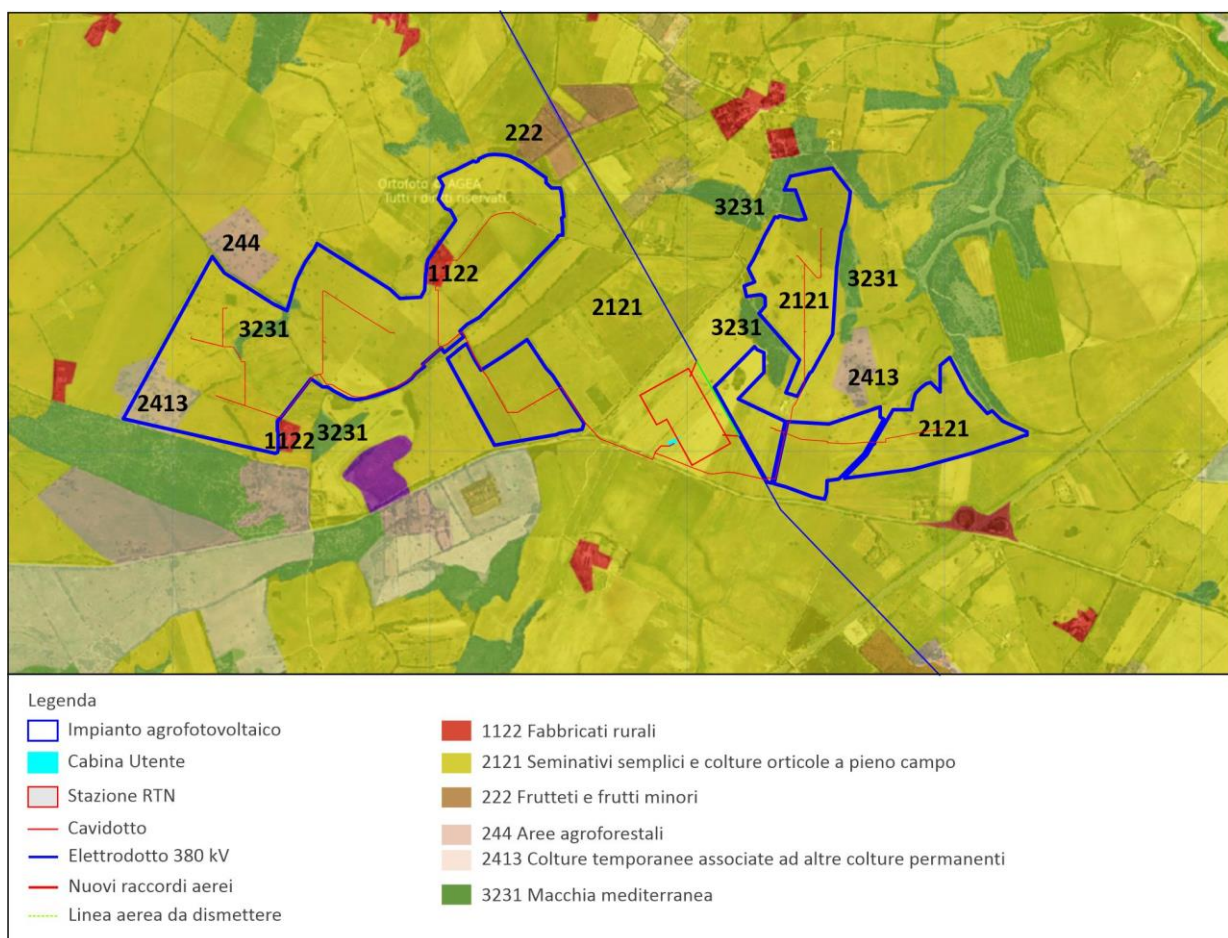 222
Ortofoto © AGEA
Tutti i diritti riservati
3231
244
1122
3231
2121
2121
3231
3231
2413
2413
1122
3231
2121
Legenda
Impianto agrofotovoltaico
Cabina Utente
Stazione RTN
Cavidotto
Elettrodotto 380 kV
Nuovi raccordi aerei
Linea aerea da dismettere
1122 Fabbricati rurali
2121 Seminativi semplici e colture orticole a pieno campo
222 Frutteti e frutti minori
244 Aree agroforestali
2413 Colture temporanee associate ad altre colture permanenti
3231 Macchia mediterranea